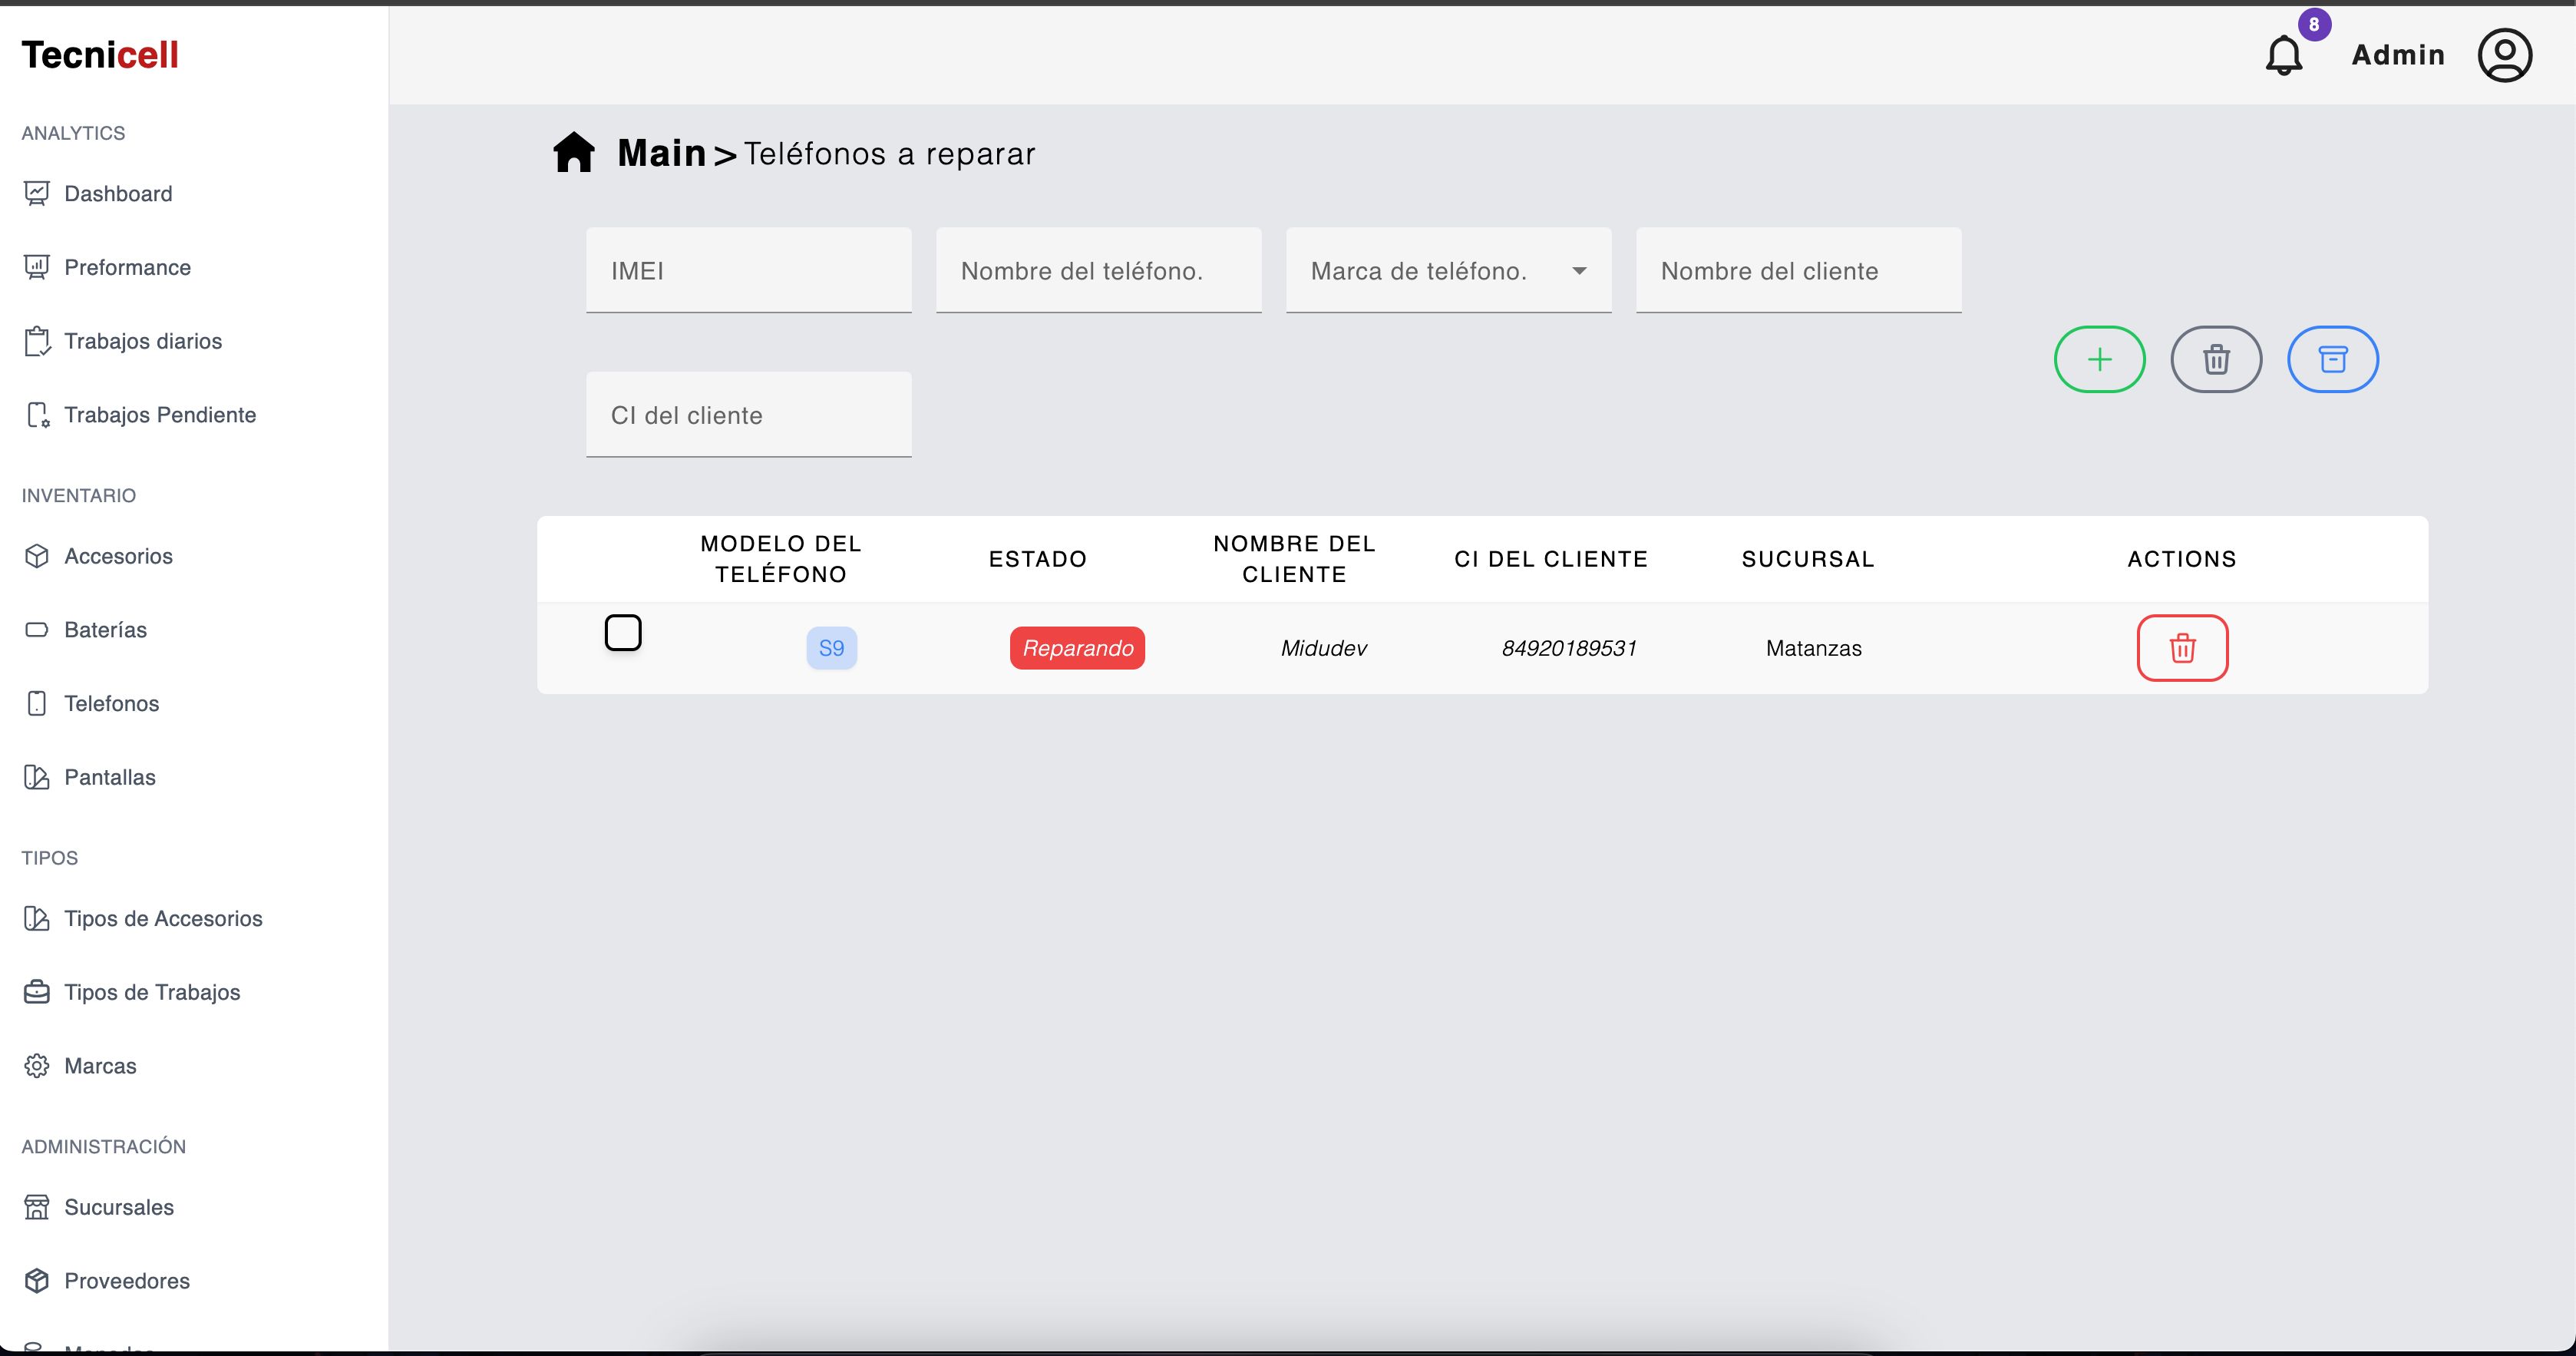 Tecnicell
8
Admin
ANALYTICS
Dashboard
Preformance
Trabajos diarios
Trabajos Pendiente
INVENTARIO
Accesorios
Baterías
Telefonos
Pantallas
TIPOS
Tipos de Accesorios
Tipos de Trabajos
Marcas
ADMINISTRACIÓN
Sucursales
Proveedores
Main > Teléfonos a reparar
IMEI
Nombre del teléfono.
Marca de teléfono.
Nombre del cliente
CI del cliente
MODELO DEL TELÉFONO ESTADO NOMBRE DEL CLIENTE CI DEL CLIENTE SUCURSAL ACTIONS
S9 Reparando Midudev 84920189531 Matanzas